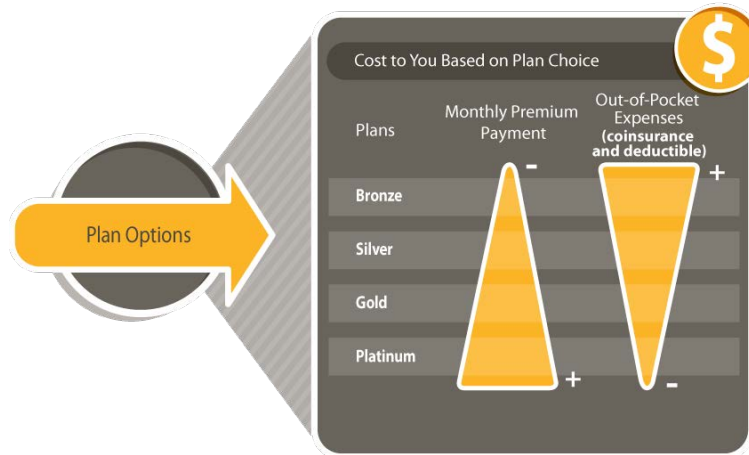 $
Cost to You Based on Plan Choice
Plans
Monthly Premium
Payment
Out-of-Pocket
Expenses
(coinsurance
and deductible)
-
+
Bronze
Silver
Gold
Platinum
+
-
Plan Options